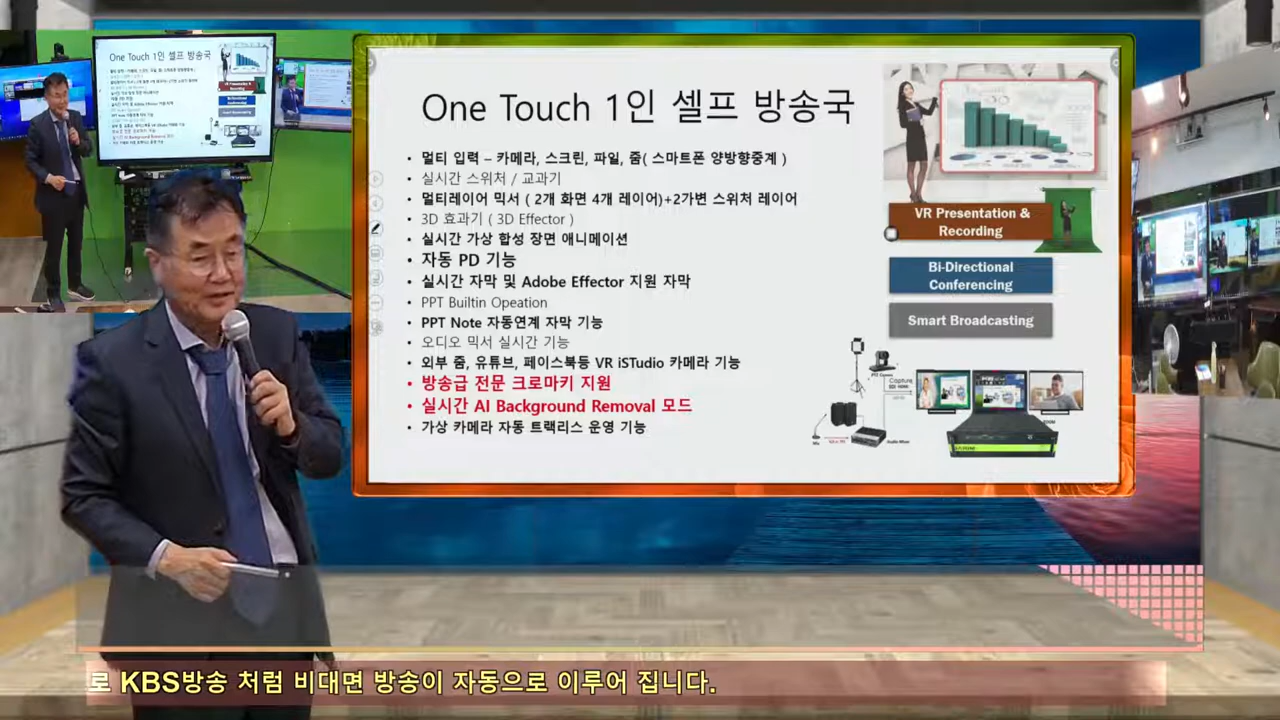 One Touch 1인 셀프 방송국
• 멀티 입력 – 카메라, 스크린, 파일, 줌( 스마트폰 양방향중계 )
• 실시간 스위처 / 교과기
• 멀티레이어 믹서 ( 2개 화면 4개 레이어)+2가변 스위처 레이어
• 3D 효과기 ( 3D Effector )
• 실시간 가상 합성 장면 애니메이션
• 자동 PD 기능
• 실시간 자막 및 Adobe Effector 지원 자막
• PPT Builtin Opeation
• PPT Note 자동연계 자막 기능
• 오디오 믹서 실시간 기능
• 외부 줌, 유튜브, 페이스북등 VR iSTudio 카메라 기능
• 방송급 전문 크로마키 지원
• 실시간 AI Background Removal 모드
• 가상 카메라 자동 트랙리스 운영 기능
VR Presentation &
Recording
Bi-Directional
Conferencing
Smart Broadcasting
Capture
Audio Mixer
One Touch 1인 셀프 방송국
로 KBS방송 처럼 비대면 방송이 자동으로 이루어 집니다.